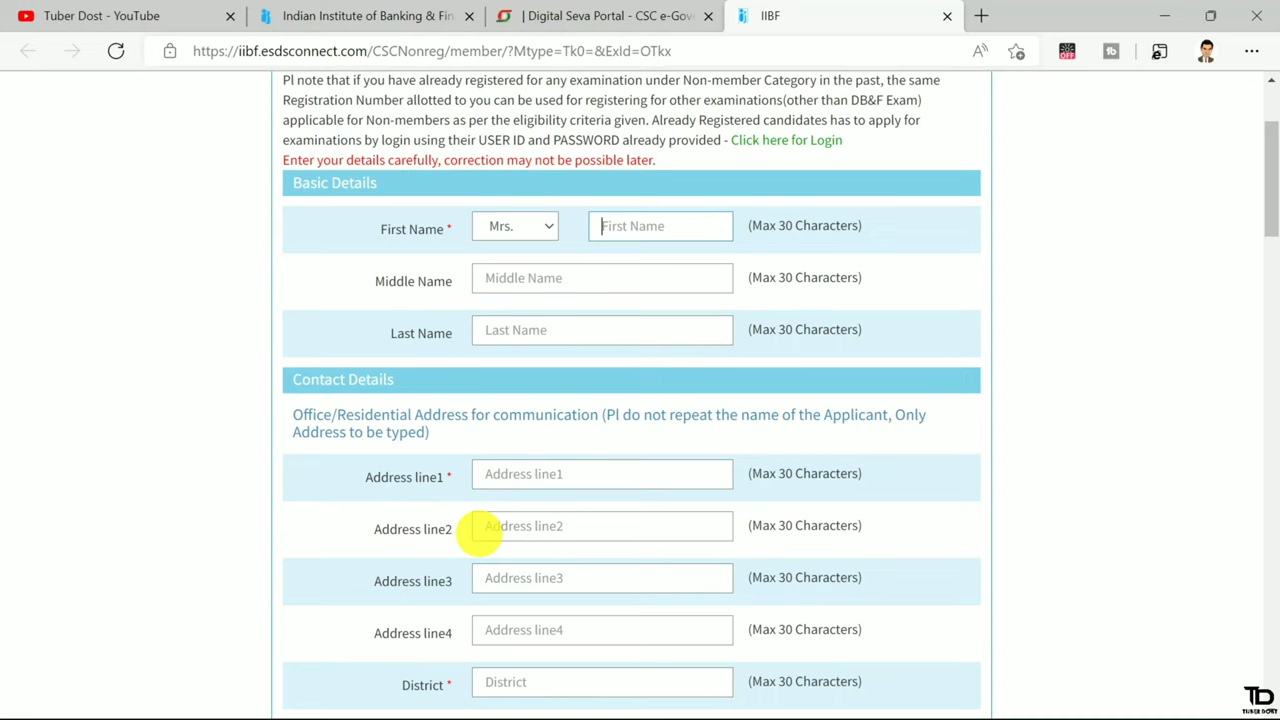 Tuber Dost - YouTube
Indian Institute of Banking & Fin
| Digital Seva Portal - CSC e-Gove
IIBF
https://iibf.esdsconnect.com/CSCNonreg/member/?Mtype=Tk0=&ExId=OTkx
OFF
tb
Pl note that if you have already registered for any examination under Non-member Category in the past, the same
Registration Number allotted to you can be used for registering for other examinations(other than DB&F Exam)
applicable for Non-members as per the eligibility criteria given. Already Registered candidates has to apply for
examinations by login using their USER ID and PASSWORD already provided - Click here for Login
Enter your details carefully, correction may not be possible later.
Basic Details
First Name * Mrs. First Name (Max 30 Characters)
Middle Name Middle Name (Max 30 Characters)
Last Name Last Name (Max 30 Characters)
Contact Details
Office/Residential Address for communication (Pl do not repeat the name of the Applicant, Only
Address to be typed)
Address line1 * Address line1 (Max 30 Characters)
Address line2 Address line2 (Max 30 Characters)
Address line3 Address line3 (Max 30 Characters)
Address line4 Address line4 (Max 30 Characters)
District * District (Max 30 Characters)
TD
TUBER DOST